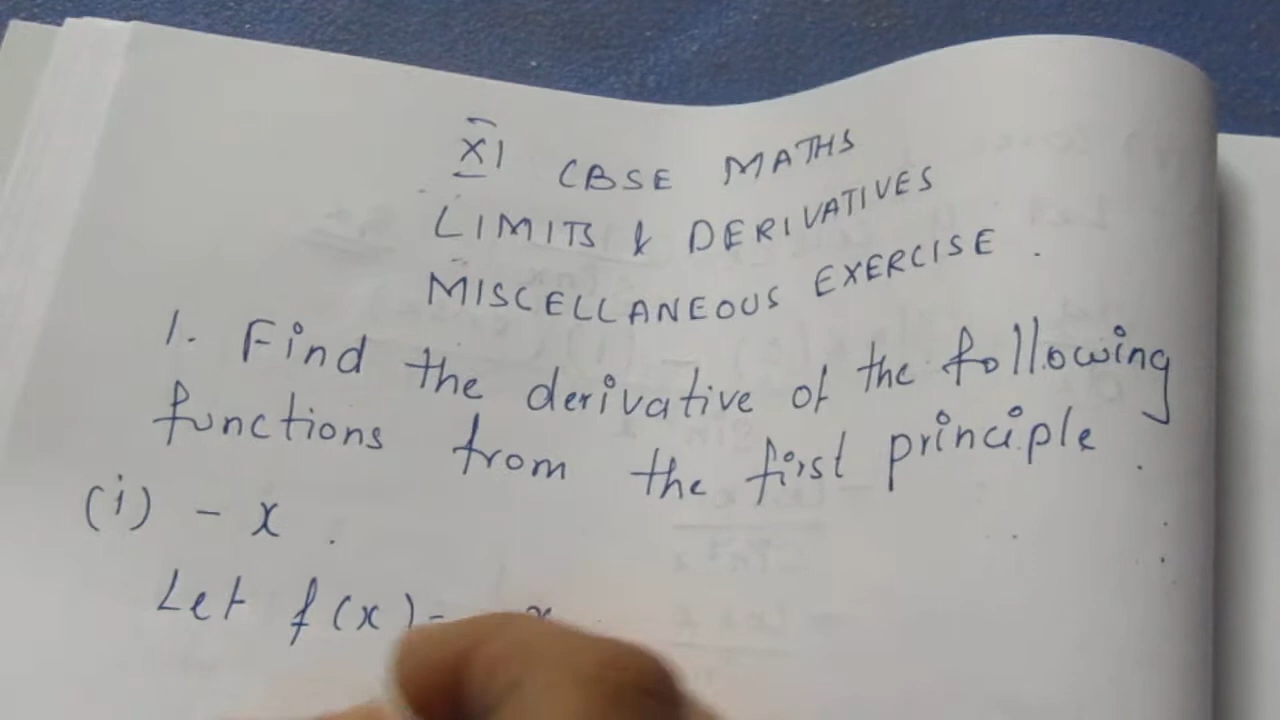 XI CBSE MATHS
LIMITS & DERIVATIVES
MISCELLANEOUS EXERCISE.
1. Find the derivative of the following
functions from the first principle.
(i) - x.
Let f(x) = x